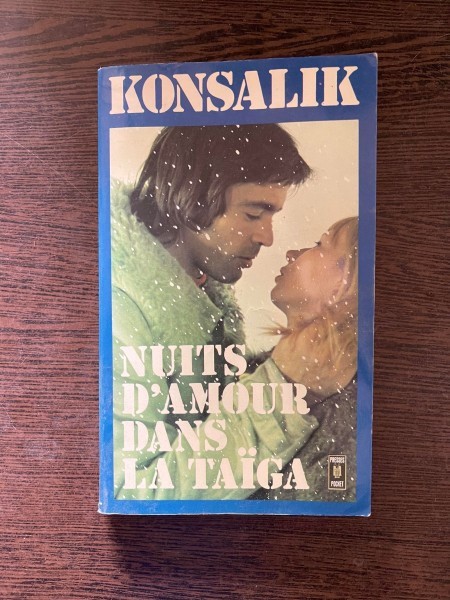 KONSALIK
NUITS
D'AMOUR
DANS
LA TAÏGA
PRESSES
POCKET